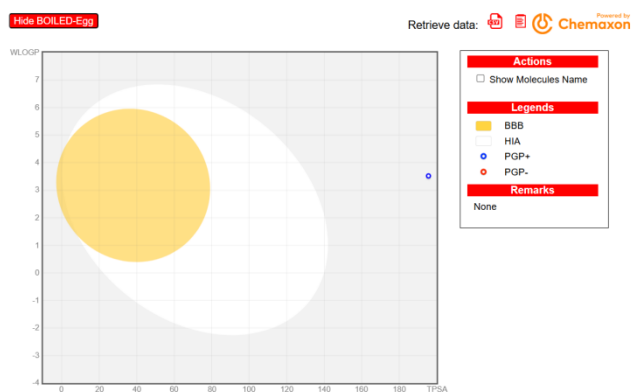 Hide BOILED-Egg
Retrieve data:
Powered by
Chemaxon
WLOGP
7
6
5
4
3
2
1
0
-1
-2
-3
-4
0 20 40 60 80 100 120 140 160 180 TPSA
Actions
Show Molecules Name
Legends
BBB
HIA
PGP+
PGP-
Remarks
None